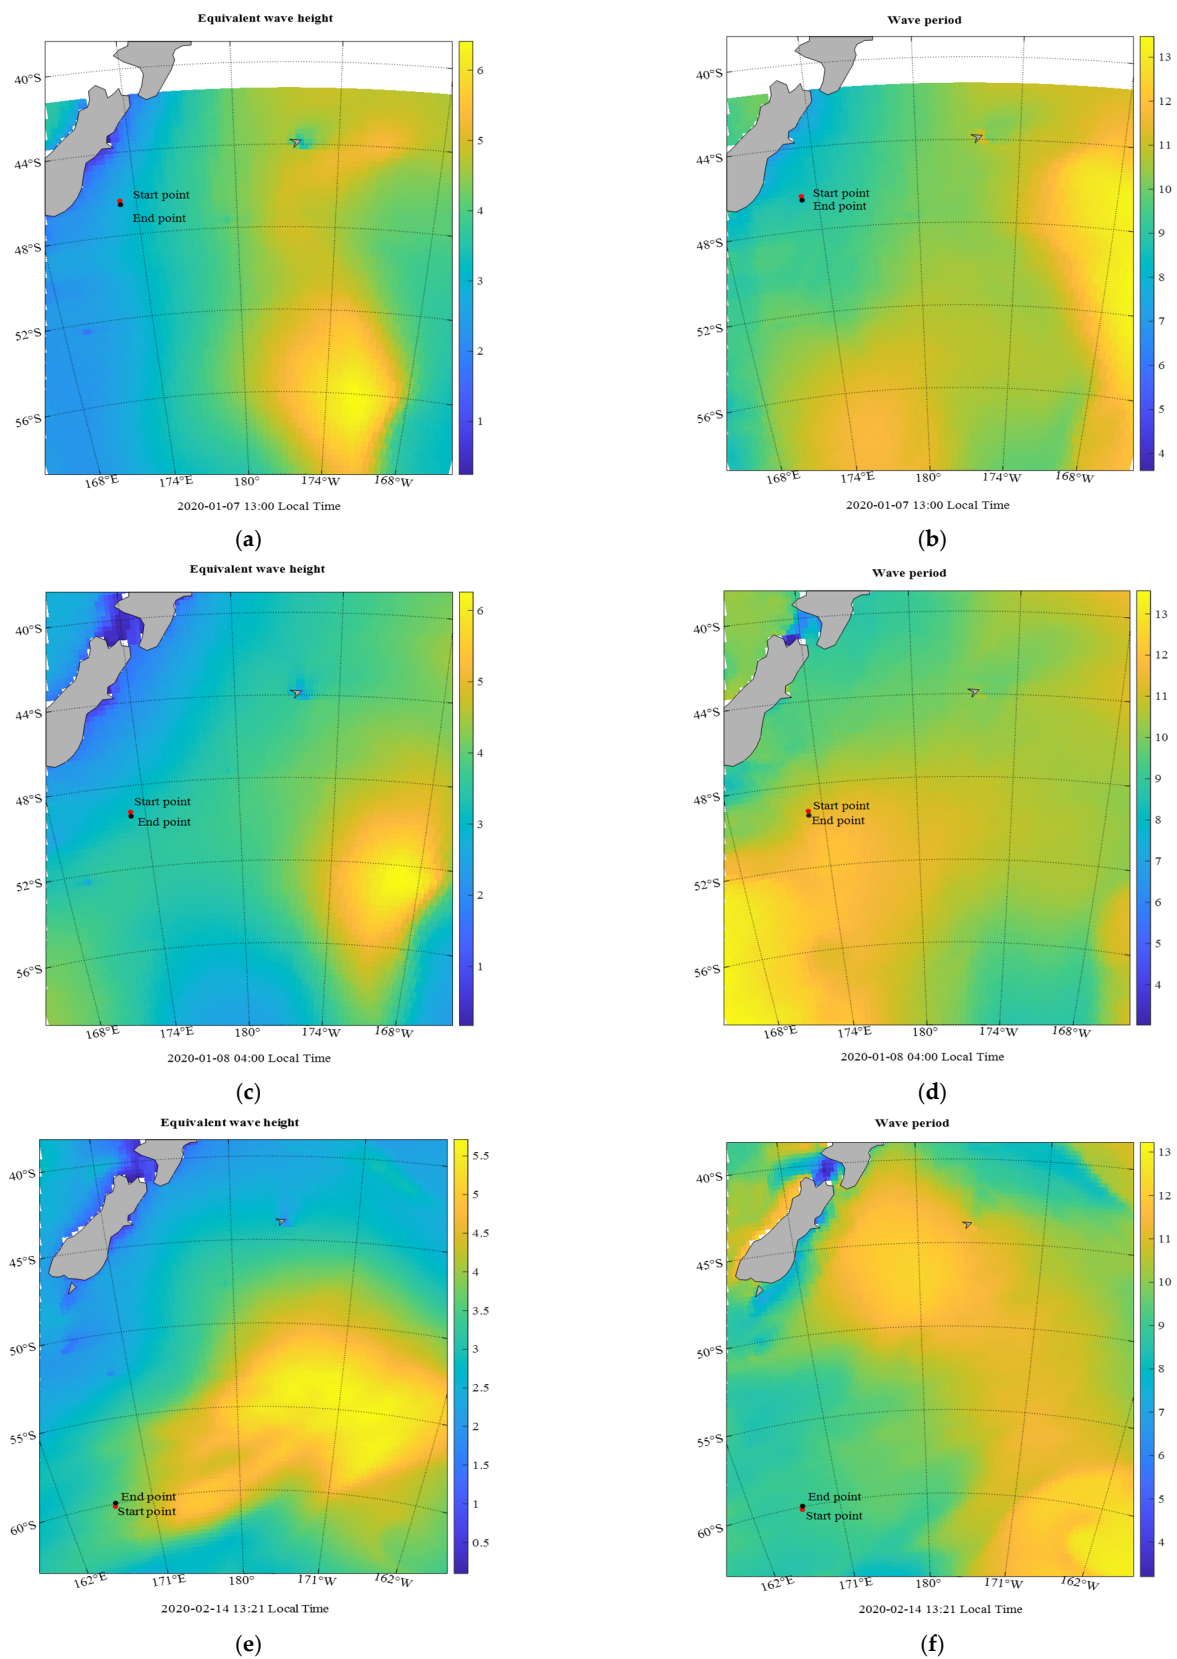 Equivalent wave height
40°S
44°S
48°S
52°S
56°S
168°E
174°E
180°
174°W
168°W
Start point
End point
6
5
4
3
2
1
2020-01-07 13:00 Local Time
(a)
Wave period
40°S
44°S
48°S
52°S
56°S
168°E
174°E
180°
174°W
168°W
Start point
End point
13
12
11
10
9
8
7
6
5
4
2020-01-07 13:00 Local Time
(b)
Equivalent wave height
40°S
44°S
48°S
52°S
56°S
168°E
174°E
180°
174°W
168°W
Start point
End point
6
5
4
3
2
1
2020-01-08 04:00 Local Time
(c)
Wave period
40°S
44°S
48°S
52°S
56°S
168°E
174°E
180°
174°W
168°W
Start point
End point
13
12
11
10
9
8
7
6
5
4
2020-01-08 04:00 Local Time
(d)
Equivalent wave height
40°S
45°S
50°S
55°S
60°S
162°E
171°E
180°
171°W
162°W
End point
Start point
5.5
5
4.5
4
3.5
3
2.5
2
1.5
1
0.5
2020-02-14 13:21 Local Time
(e)
Wave period
40°S
45°S
50°S
55°S
60°S
162°E
171°E
180°
171°W
162°W
End point
Start point
13
12
11
10
9
8
7
6
5
4
2020-02-14 13:21 Local Time
(f)